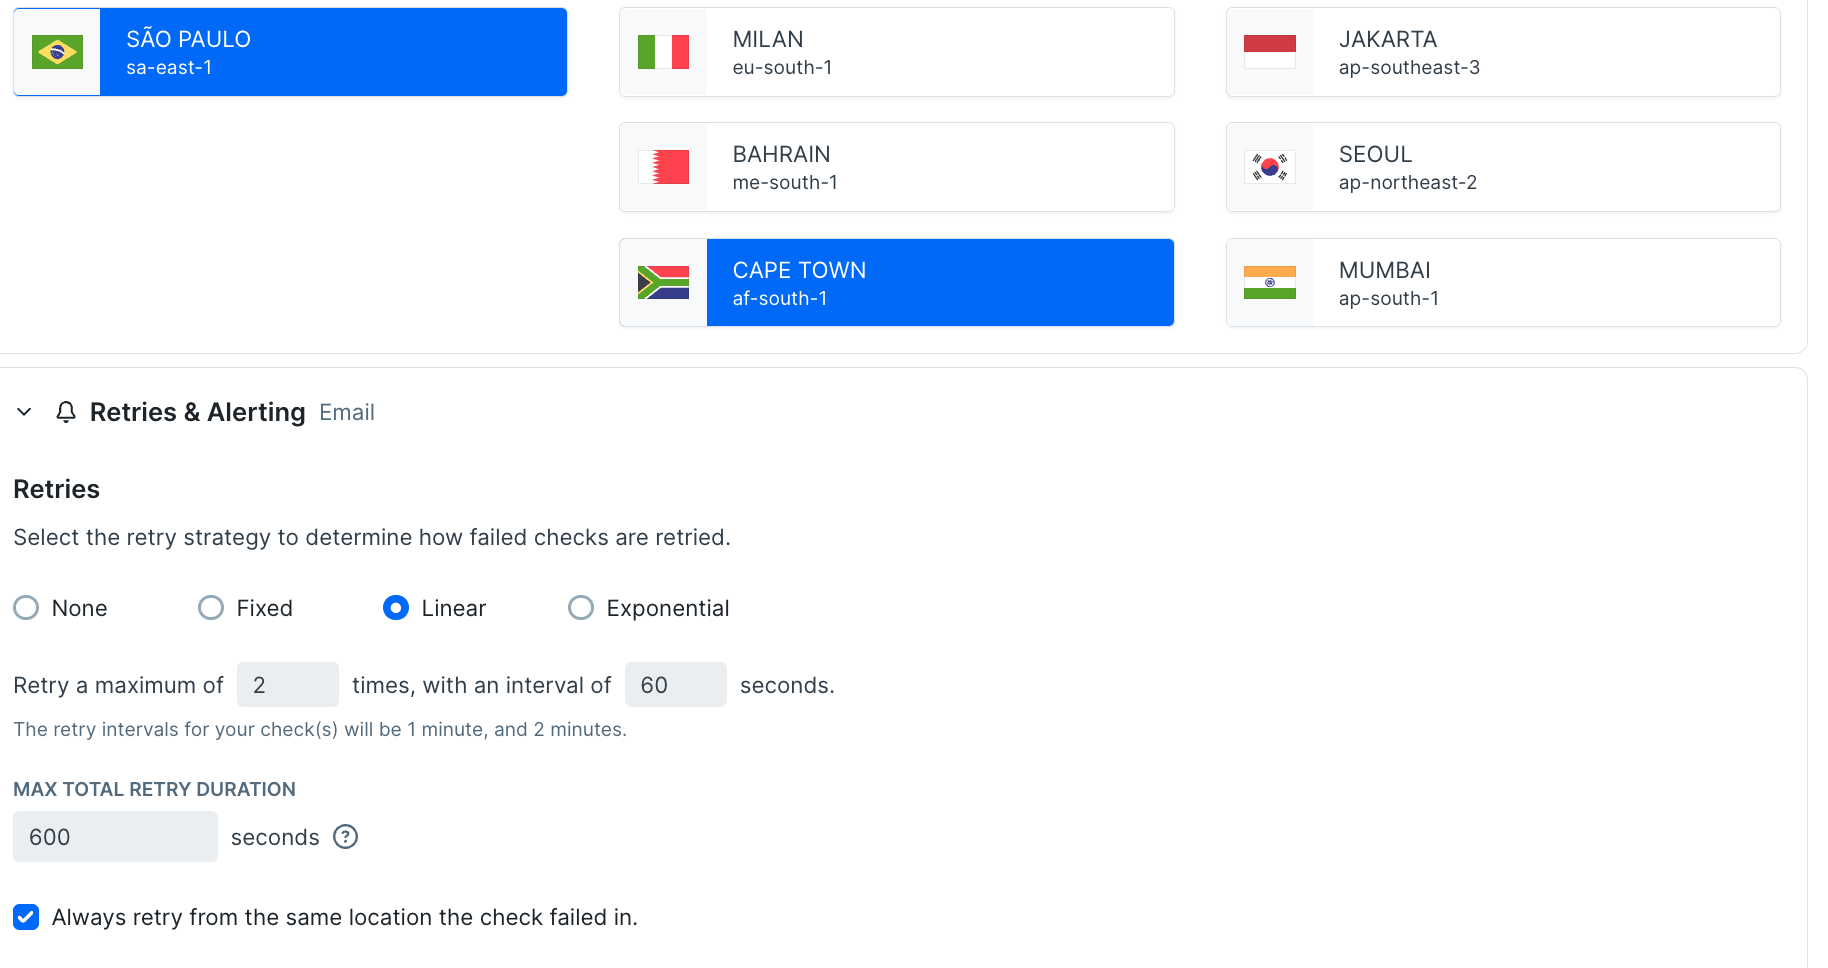 SÃO PAULO
sa-east-1
MILAN
eu-south-1
JAKARTA
ap-southeast-3
BAHRAIN
me-south-1
SEOUL
ap-northeast-2
CAPE TOWN
af-south-1
MUMBAI
ap-south-1
Retries & Alerting Email
Retries
Select the retry strategy to determine how failed checks are retried.
None Fixed Linear Exponential
Retry a maximum of 2 times, with an interval of 60 seconds.
The retry intervals for your check(s) will be 1 minute, and 2 minutes.
MAX TOTAL RETRY DURATION
600 seconds ?
Always retry from the same location the check failed in.